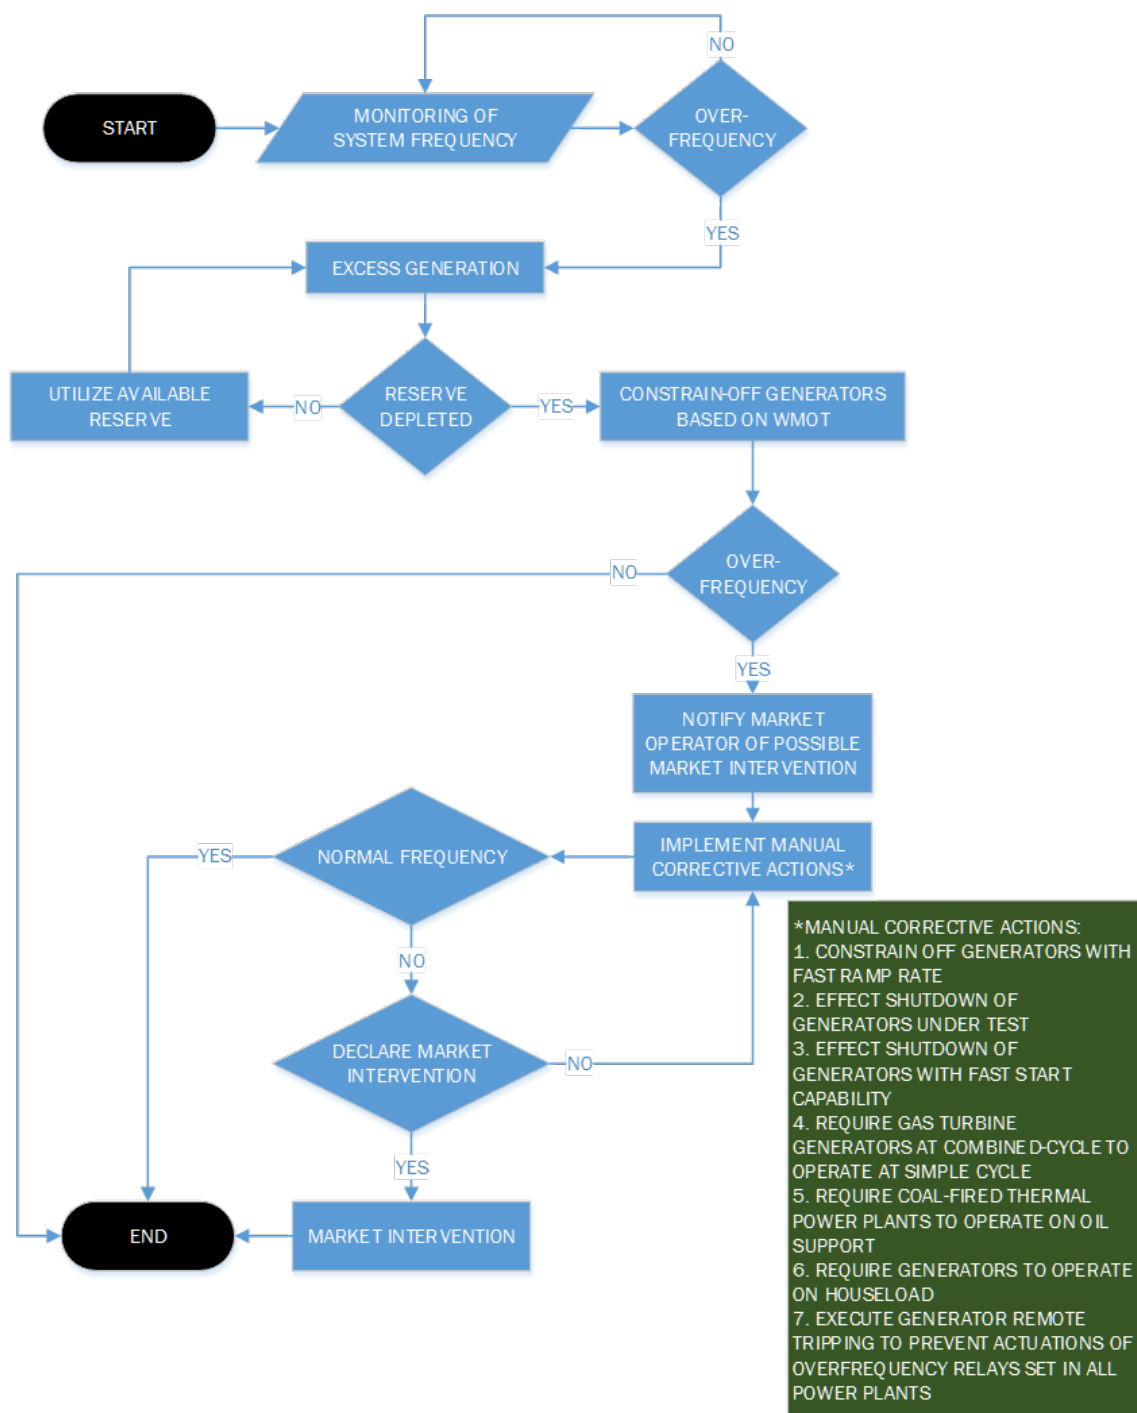 NO
START
MONITORING OF
SYSTEM FREQUENCY
OVER-
FREQUENCY
YES
EXCESS GENERATION
UTILIZE AVAILABLE
RESERVE
NO
RESERVE
DEPLETED
YES
CONSTRAIN-OFF GENERATORS
BASED ON WMOT
NO
OVER-
FREQUENCY
YES
NOTIFY MARKET
OPERATOR OF POSSIBLE
MARKET INTERVENTION
YES
NORMAL FREQUENCY
IMPLEMENT MANUAL
CORRECTIVE ACTIONS*
NO
DECLARE MARKET
INTERVENTION
NO
YES
END
MARKET INTERVENTION
*MANUAL CORRECTIVE ACTIONS:
1. CONSTRAIN OFF GENERATORS WITH
FAST RAMP RATE
2. EFFECT SHUTDOWN OF
GENERATORS UNDER TEST
3. EFFECT SHUTDOWN OF
GENERATORS WITH FAST START
CAPABILITY
4. REQUIRE GAS TURBINE
GENERATORS AT COMBINED-CYCLE TO
OPERATE AT SIMPLE CYCLE
5. REQUIRE COAL-FIRED THERMAL
POWER PLANTS TO OPERATE ON OIL
SUPPORT
6. REQUIRE GENERATORS TO OPERATE
ON HOUSELOAD
7. EXECUTE GENERATOR REMOTE
TRIPPING TO PREVENT ACTUATIONS OF
OVERFREQUENCY RELAYS SET IN ALL
POWER PLANTS